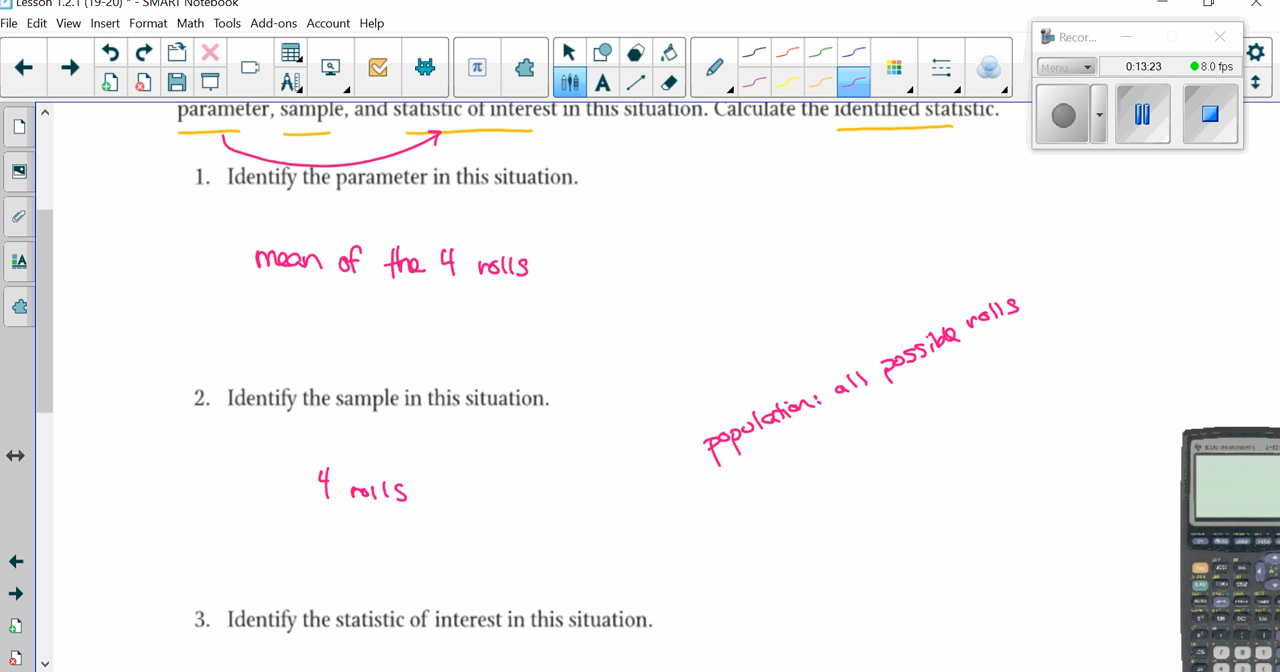 Lesson 1.2.1 (19-20) * - SMART Notebook
File Edit View Insert Format Math Tools Add-ons Account Help
Recor...
Menu
0:13:23
8.0 fps
parameter, sample, and statistic of interest in this situation. Calculate the identified statistic.
1. Identify the parameter in this situation.
mean of the 4 rolls
population: all possible rolls
2. Identify the sample in this situation.
4 rolls
3. Identify the statistic of interest in this situation.